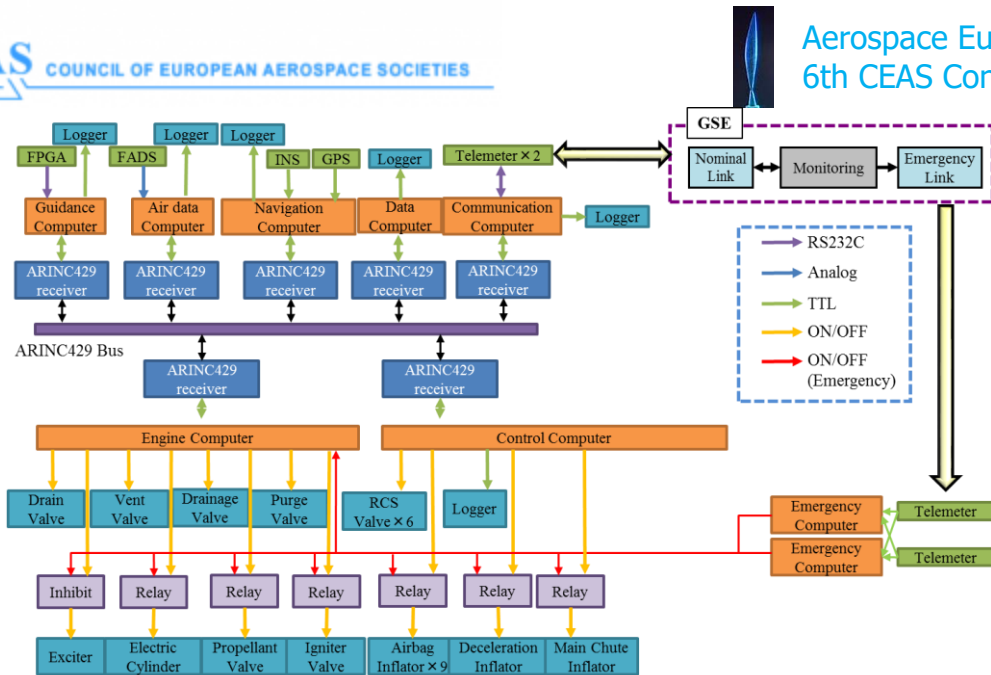 AS COUNCIL OF EUROPEAN AEROSPACE SOCIETIES
Aerospace Eu
6th CEAS Con
GSE
Nominal
Link
Monitoring
Emergency
Link
Logger
Logger
Logger
FPGA
FADS
INS
GPS
Logger
Telemeter×2
Guidance
Computer
Air data
Computer
Navigation
Computer
Data
Computer
Communication
Computer
Logger
ARINC429
receiver
ARINC429
receiver
ARINC429
receiver
ARINC429
receiver
ARINC429
receiver
RS232C
Analog
TTL
ON/OFF
ON/OFF
(Emergency)
ARINC429 Bus
ARINC429
receiver
ARINC429
receiver
Engine Computer
Control Computer
Drain
Valve
Vent
Valve
Drainage
Valve
Purge
Valve
RCS
Valve×6
Logger
Emergency
Computer
Telemeter
Emergency
Computer
Telemeter
Inhibit
Relay
Relay
Relay
Relay
Relay
Relay
Exciter
Electric
Cylinder
Propellant
Valve
Igniter
Valve
Airbag
Inflator×9
Deceleration
Inflator
Main Chute
Inflator